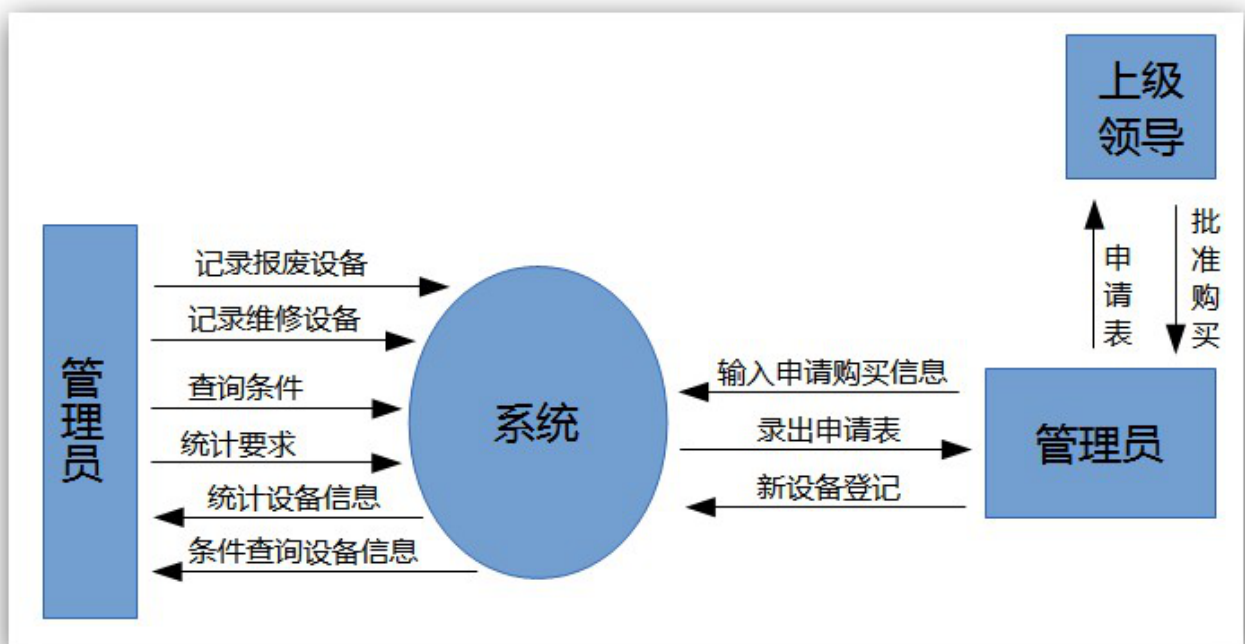 上级
领导
申请表
批准购买
管理员
记录报废设备
记录维修设备
查询条件
统计要求
统计设备信息
条件查询设备信息
系统
输入申请购买信息
录出申请表
新设备登记
管理员